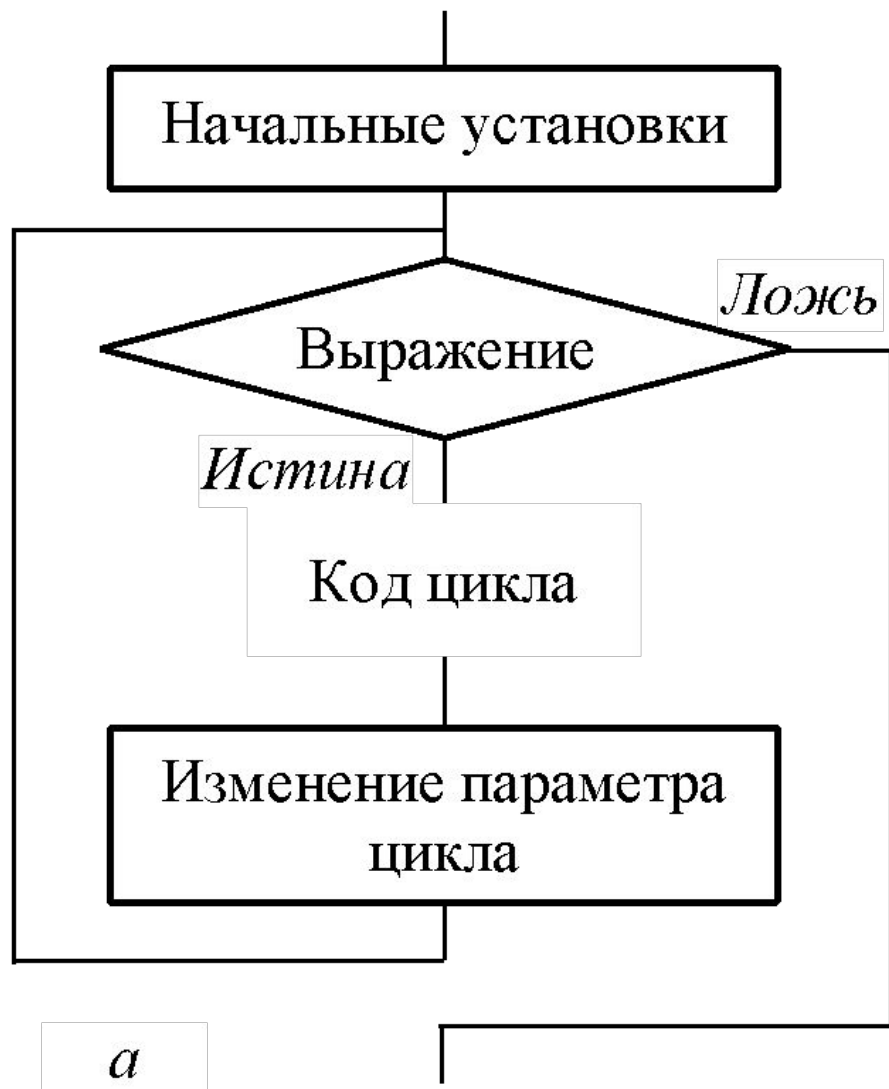 Начальные установки
Ложь
Выражение
Истина
Код цикла
Изменение параметра
цикла
а